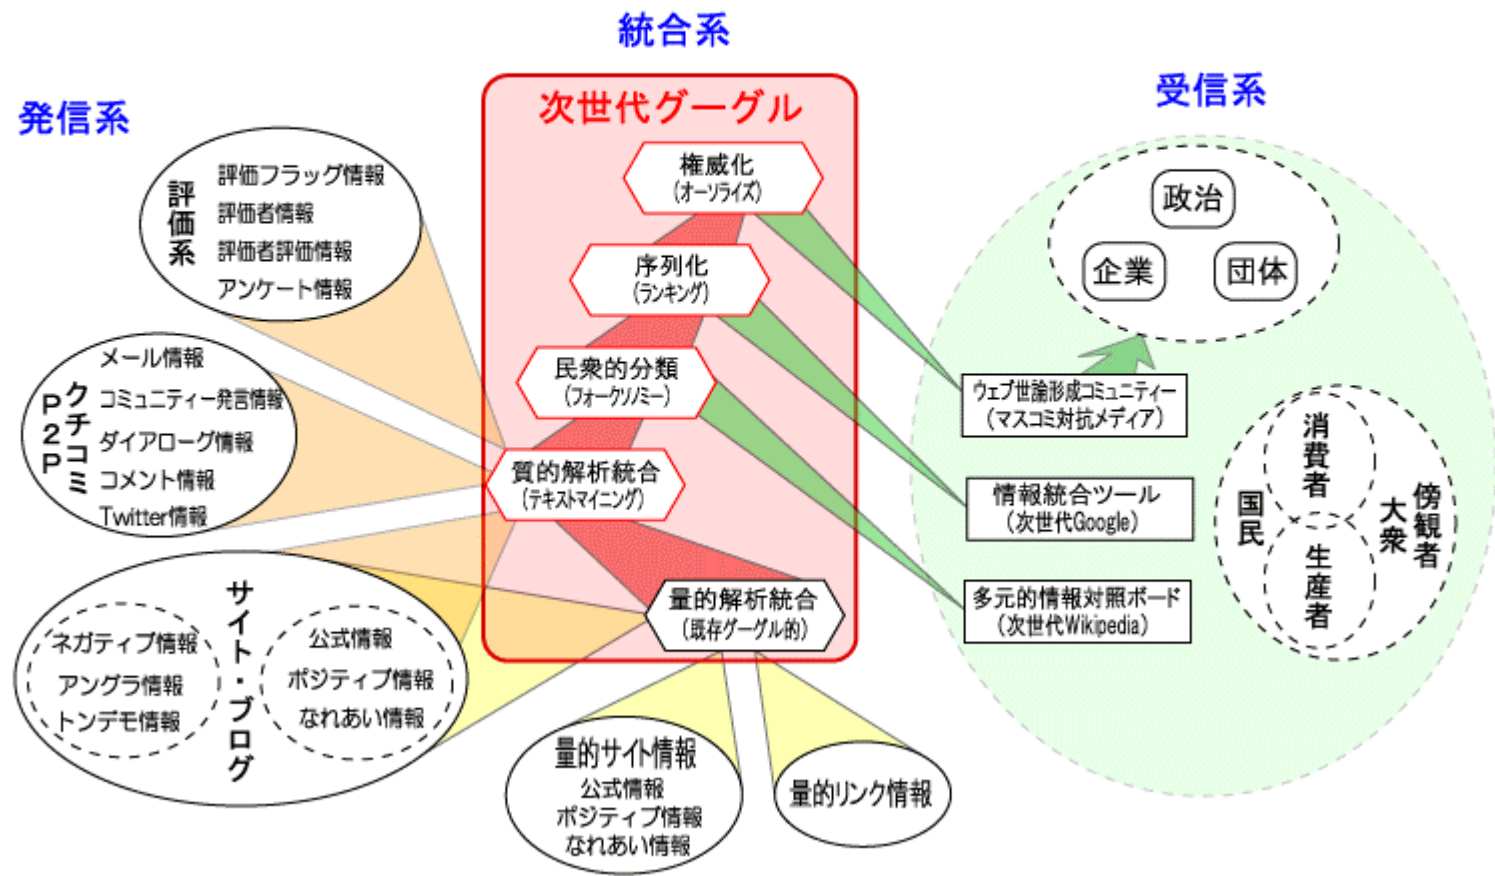 統合系
発信系
受信系
次世代グーグル
権威化
(オーソライズ)
序列化
(ランキング)
民衆的分類
(フォークソノミー)
質的解析統合
(テキストマイニング)
量的解析統合
(既存グーグル的)
評価系
評価フラッグ情報
評価者情報
評価者評価情報
アンケート情報
クチコミ
P2P
メール情報
コミュニティー発言情報
ダイアローグ情報
コメント情報
Twitter情報
サイト・ブログ
ネガティブ情報
アングラ情報
トンデモ情報
公式情報
ポジティブ情報
なれあい情報
量的サイト情報
公式情報
ポジティブ情報
なれあい情報
量的リンク情報
政治
企業
団体
ウェブ世論形成コミュニティー
(マスコミ対抗メディア)
情報統合ツール
(次世代Google)
多元的情報対照ボード
(次世代Wikipedia)
国民
消費者
生産者
傍観者
大衆